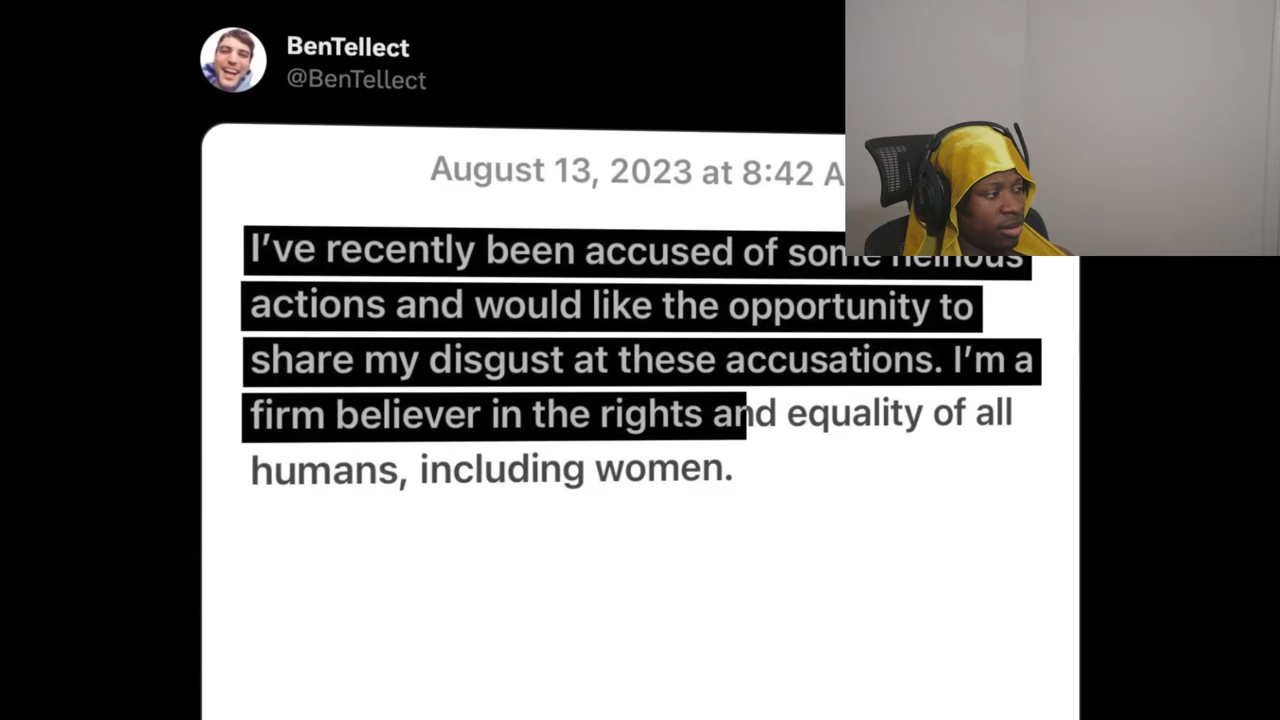 BenTellect
@BenTellect
August 13, 2023 at 8:42 A
I've recently been accused of some heinous
actions and would like the opportunity to
share my disgust at these accusations. I'm a
firm believer in the rights and equality of all
humans, including women.